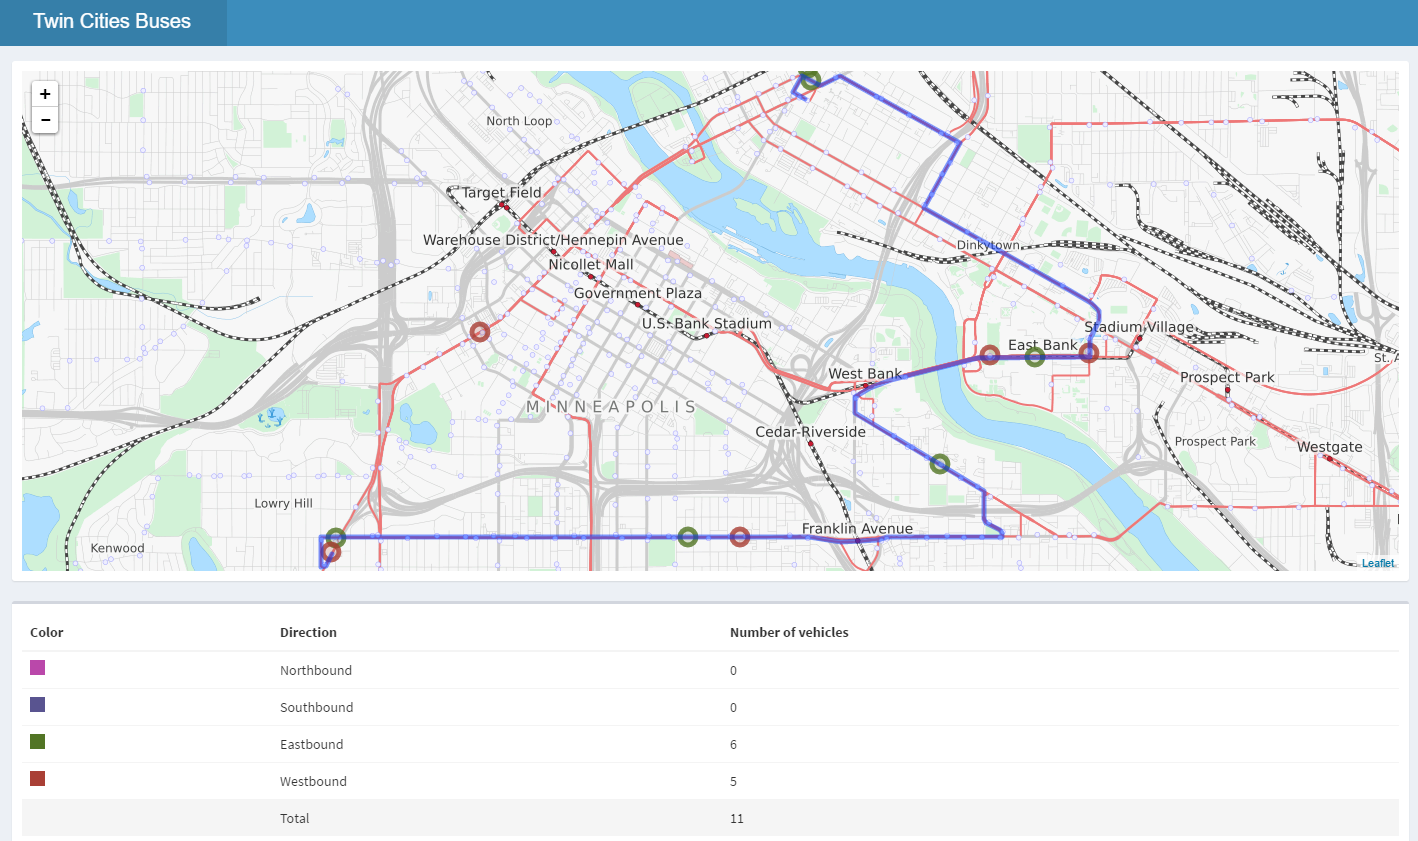 Twin Cities Buses
+
−
North Loop
Target Field
Warehouse District/Hennepin Avenue
Nicollet Mall
Dinkytown
Government Plaza
U.S. Bank Stadium
Stadium Village
East Bank
St. A
West Bank
Prospect Park
MINNEAPOLIS
Cedar-Riverside
Prospect Park
Westgate
Lowry Hill
Franklin Avenue
Kenwood
Leaflet
Color Direction Number of vehicles
Northbound 0
Southbound 0
Eastbound 6
Westbound 5
Total 11